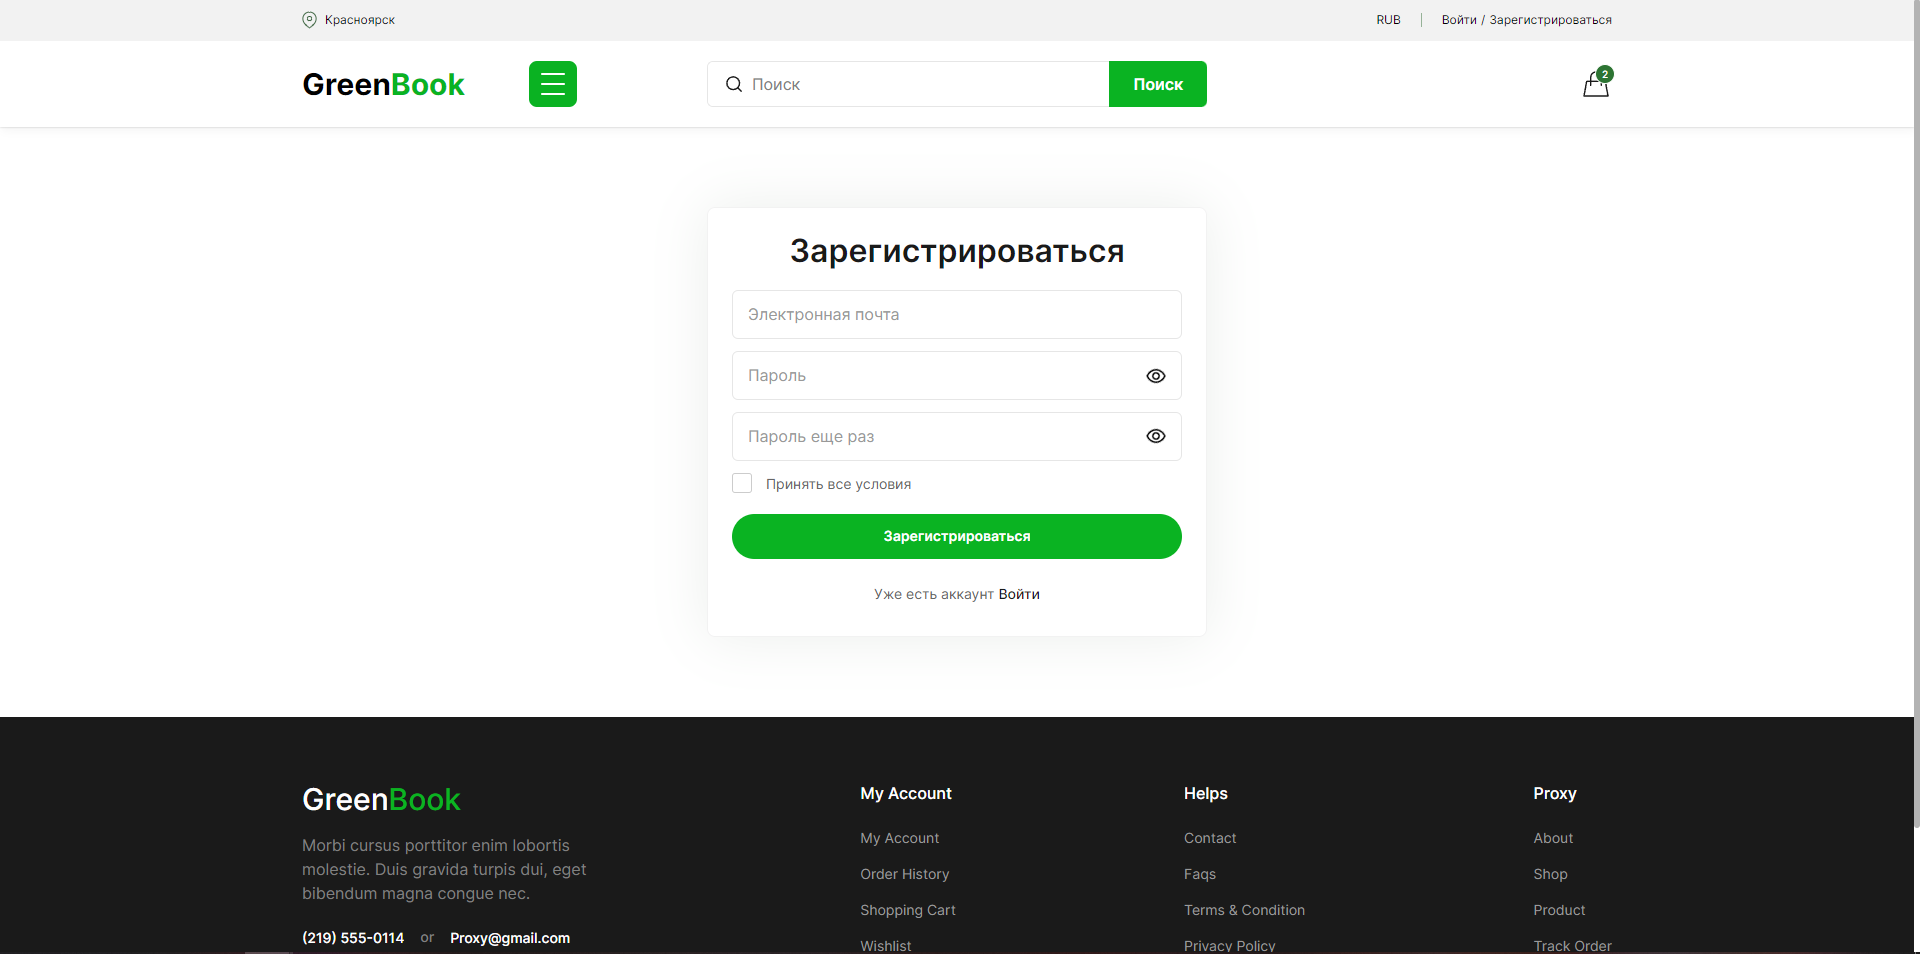 Красноярск
RUB
Войти / Зарегистрироваться
GreenBook
Поиск
Поиск
2
Зарегистрироваться
Электронная почта
Пароль
Пароль еще раз
Принять все условия
Зарегистрироваться
Уже есть аккаунт Войти
GreenBook
Morbi cursus porttitor enim lobortis
molestie. Duis gravida turpis dui, eget
bibendum magna congue nec.
(219) 555-0114 or Proxy@gmail.com
My Account
My Account
Order History
Shopping Cart
Wishlist
Helps
Contact
Faqs
Terms & Condition
Privacy Policy
Proxy
About
Shop
Product
Track Order